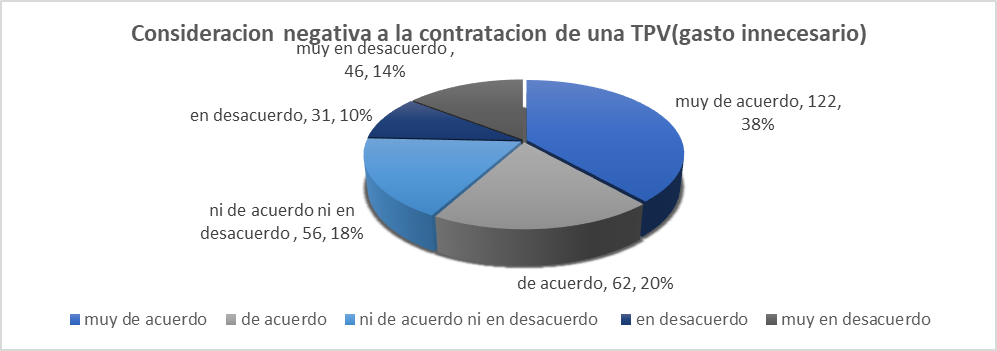 Consideracion negativa a la contratacion de una TPV(gasto innecesario)
muy en desacuerdo ,
46, 14%
muy de acuerdo, 122,
38%
en desacuerdo, 31, 10%
ni de acuerdo ni en
desacuerdo , 56, 18%
de acuerdo, 62, 20%
muy de acuerdo
de acuerdo
ni de acuerdo ni en desacuerdo
en desacuerdo
muy en desacuerdo